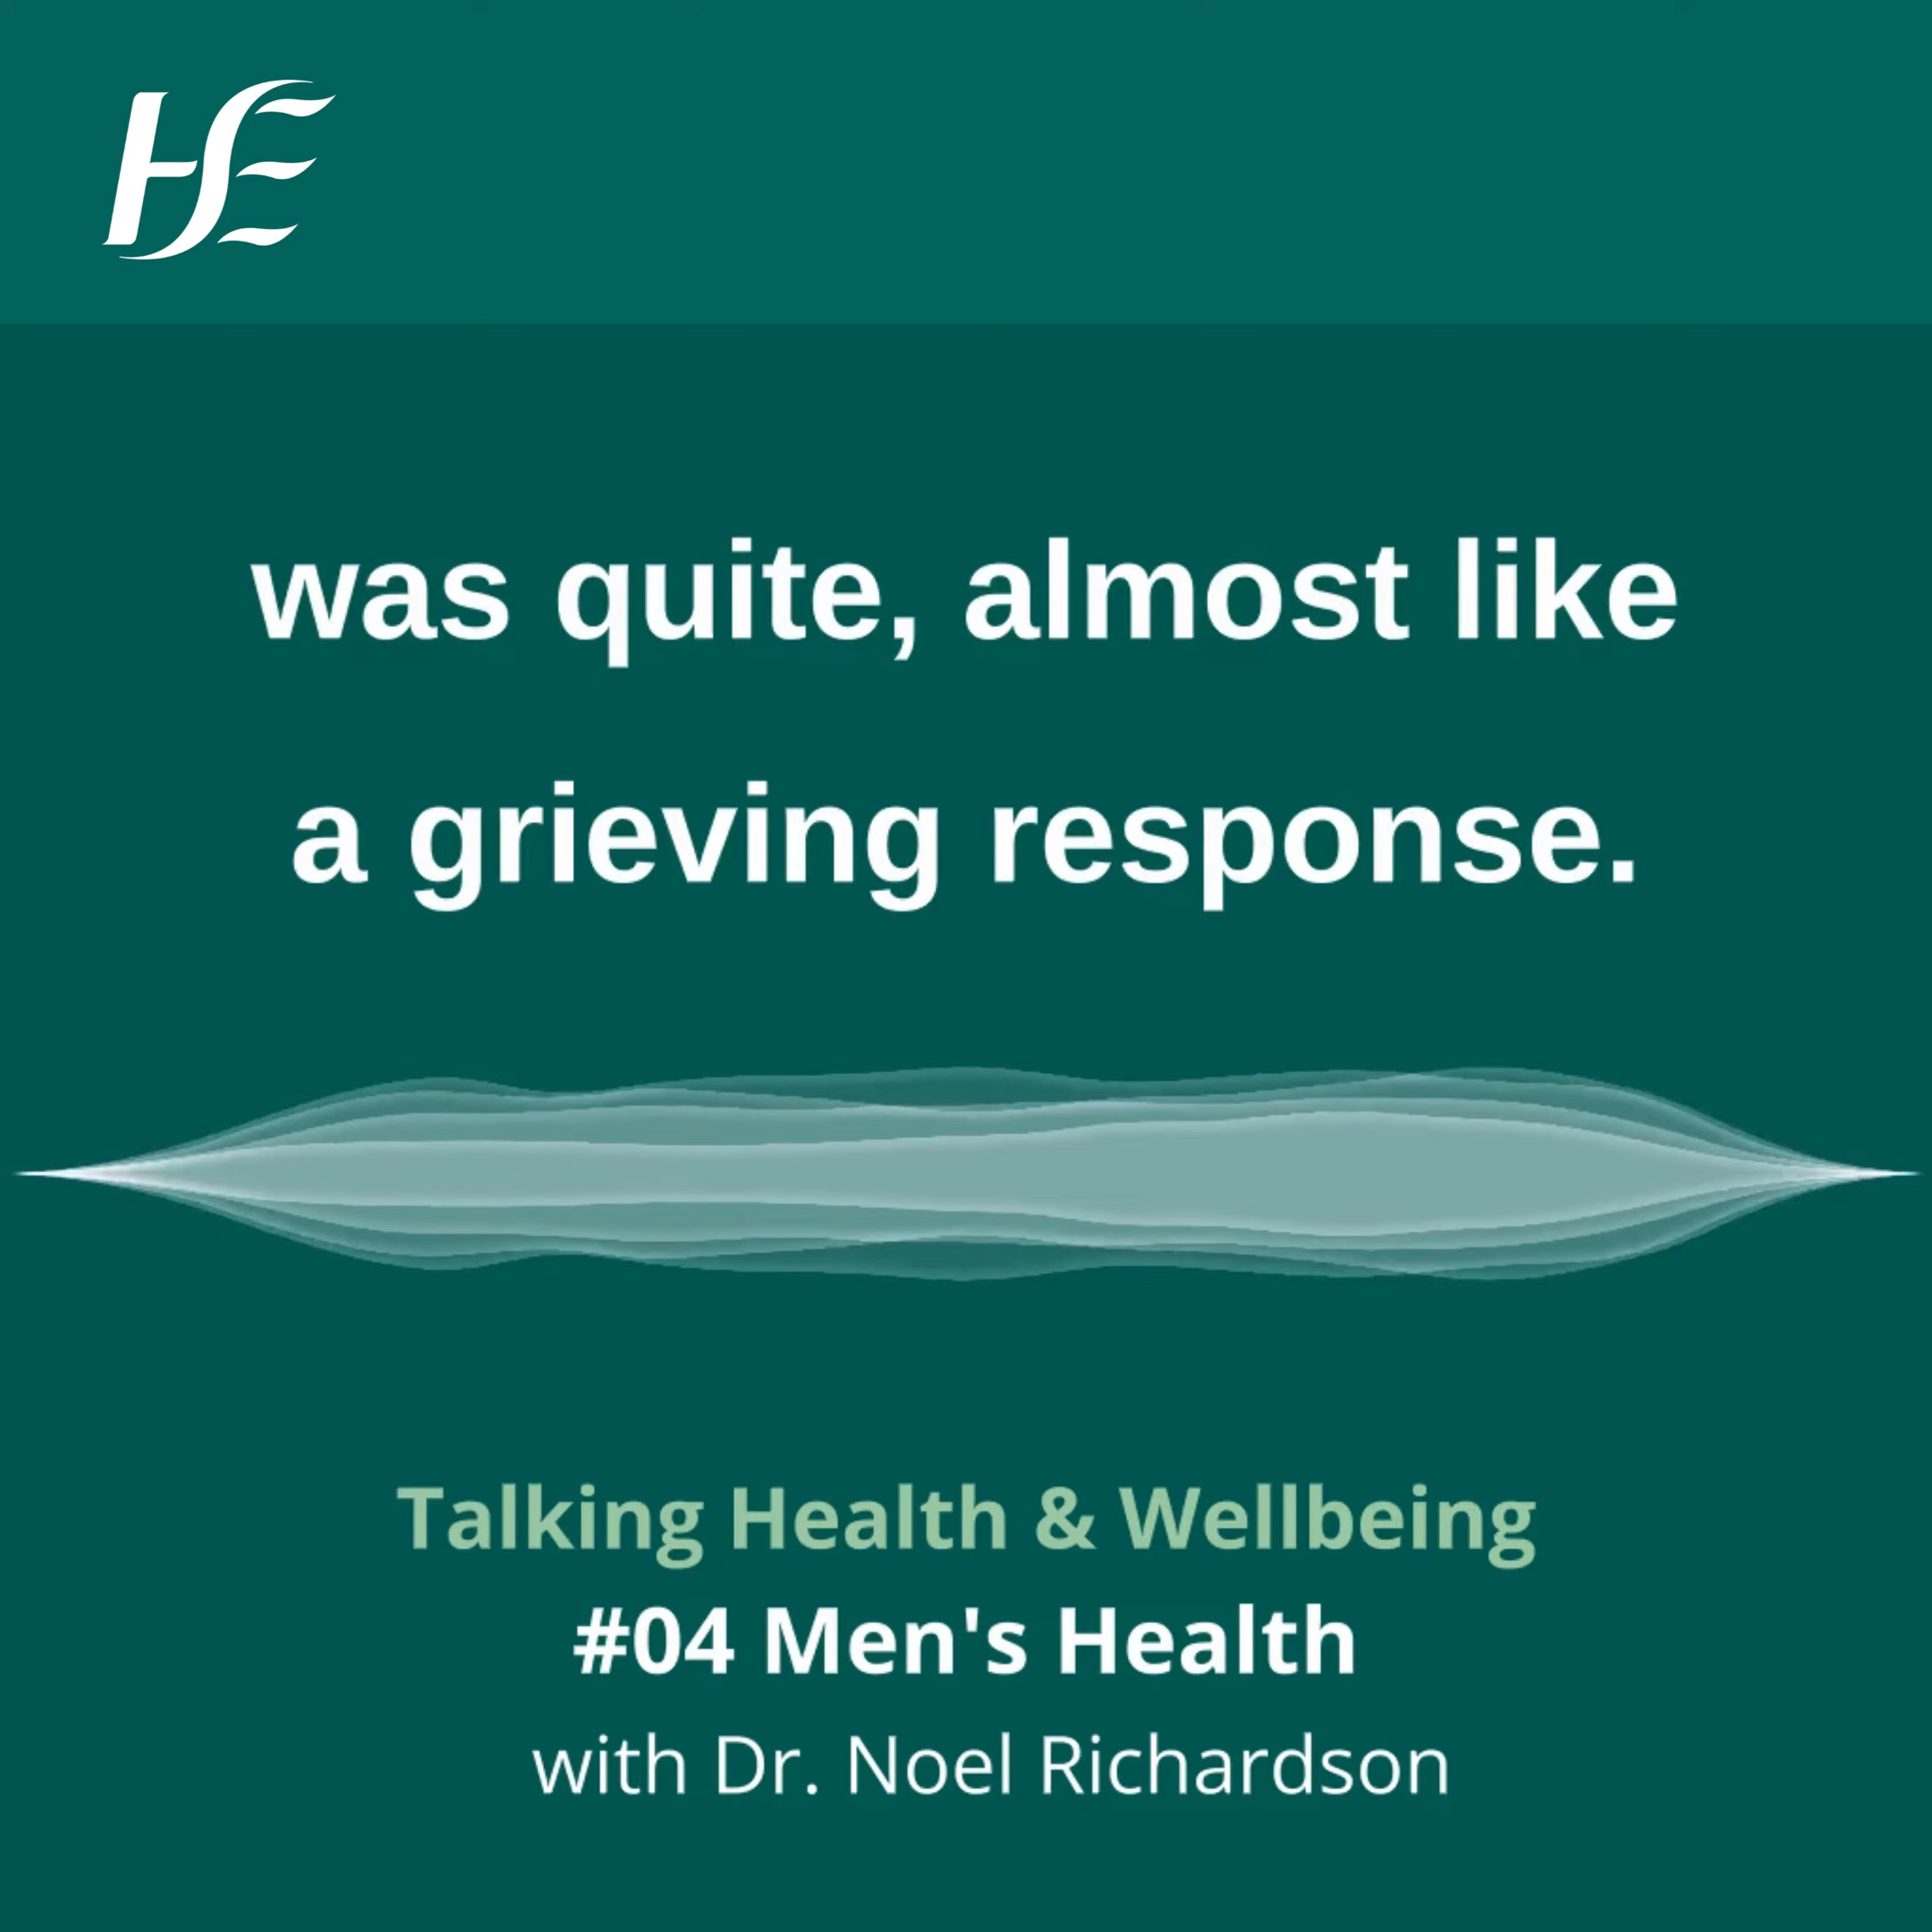 HSE
was quite, almost like
a grieving response.
Talking Health & Wellbeing
#04 Men's Health
with Dr. Noel Richardson